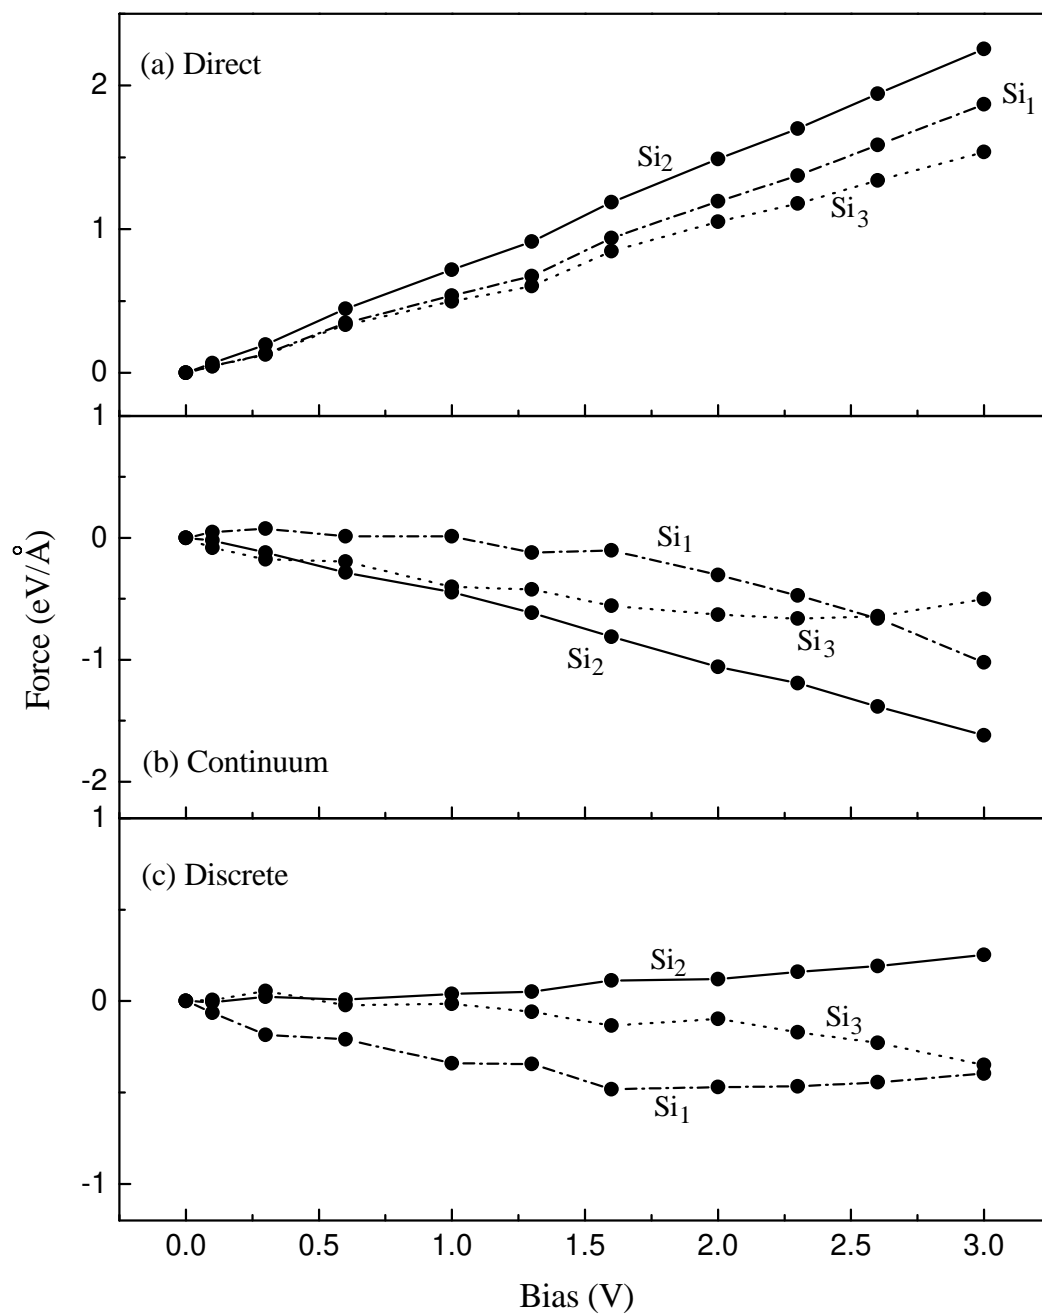 (a) Direct
2
Si1
Si2
Si3
1
0
1
0
Si1
Si3
Si2
-1
(b) Continuum
-2
1
(c) Discrete
Si2
0
Si3
Si1
-1
Force (eV/Å)
0.0 0.5 1.0 1.5 2.0 2.5 3.0
Bias (V)